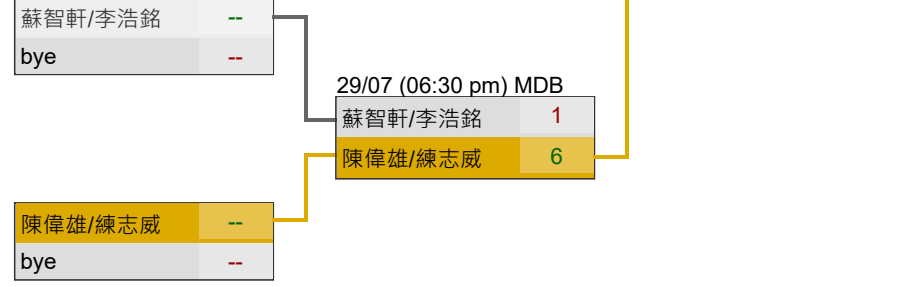 蘇智軒/李浩銘 --
bye --
29/07 (06:30 pm) MDB
蘇智軒/李浩銘 1
陳偉雄/練志威 6
陳偉雄/練志威 --
bye --